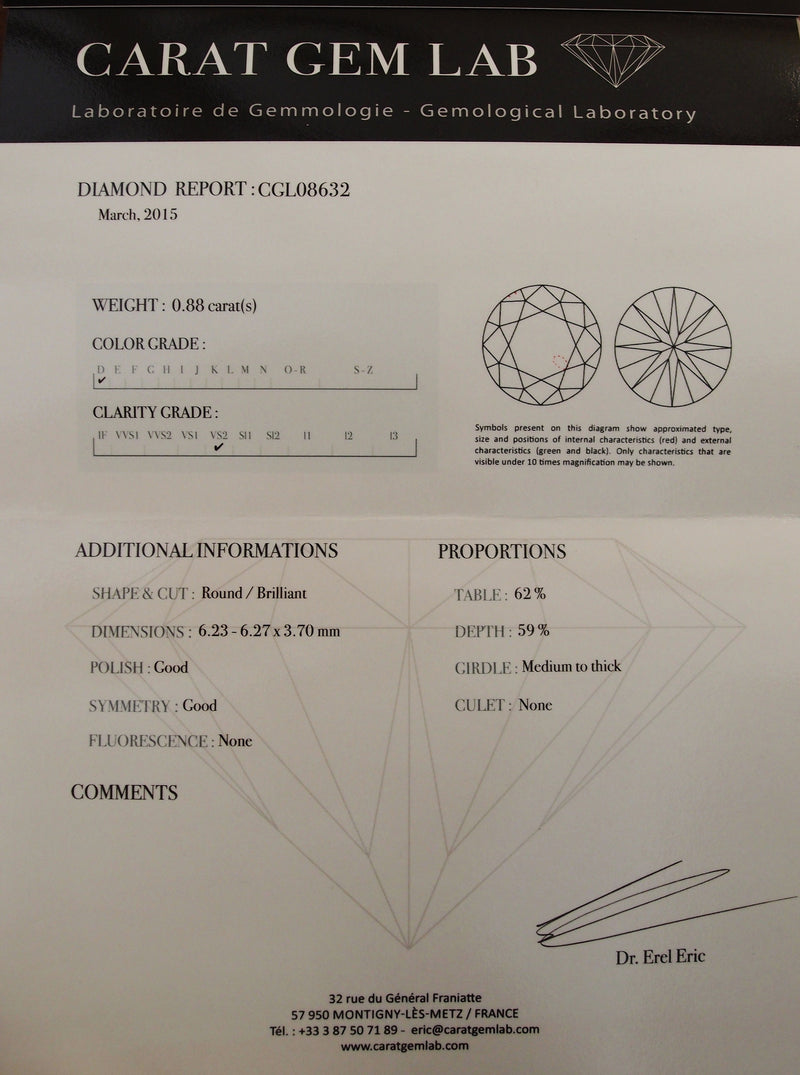 CARAT GEM LAB
Laboratoire de Gemmologie - Gemological Laboratory
DIAMOND REPORT : CGL08632
March, 2015
WEIGHT : 0.88 carat(s)
COLOR GRADE :
D E F G H I J K L M N O-R S-Z
✔
CLARITY GRADE :
IF VVS1 VVS2 VS1 VS2 SI1 SI2 I1 I2 I3
✔
Symbols present on this diagram show approximated type,
size and positions of internal characteristics (red) and external
characteristics (green and black). Only characteristics that are
visible under 10 times magnification may be shown.
ADDITIONAL INFORMATIONS
SHAPE & CUT : Round / Brilliant
DIMENSIONS : 6.23 - 6.27 x 3.70 mm
POLISH : Good
SYMMETRY : Good
FLUORESCENCE : None
PROPORTIONS
TABLE : 62 %
DEPTH : 59 %
GIRDLE : Medium to thick
CULET : None
COMMENTS
Dr. Erel Eric
32 rue du Général Franiatte
57 950 MONTIGNY-LÈS-METZ / FRANCE
Tél. : +33 3 87 50 71 89 - eric@caratgemlab.com
www.caratgemlab.com